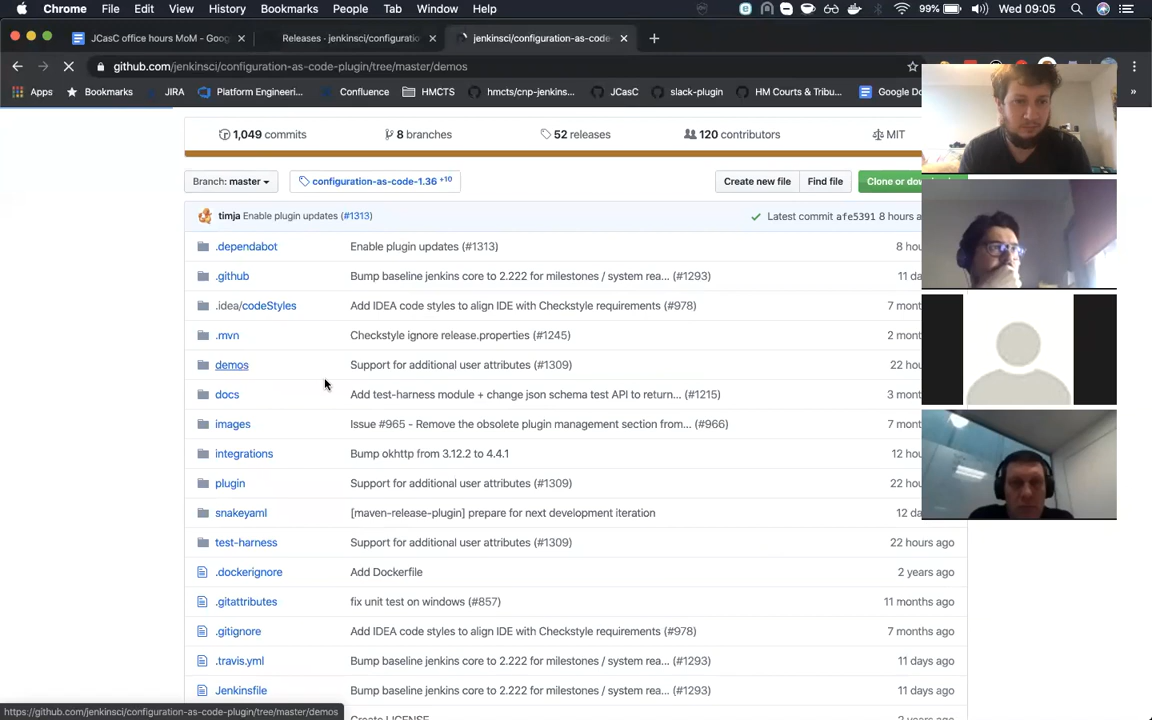 Chrome File Edit View History Bookmarks People Tab Window Help 99% Wed 09:05
JCasC office hours MoM - Goog Releases · jenkinsci/configuratio jenkinsci/configuration-as-code-
github.com/jenkinsci/configuration-as-code-plugin/tree/master/demos
Apps Bookmarks JIRA Platform Engineeri... Confluence HMCTS hmcts/cnp-jenkins... JCasC slack-plugin HM Courts & Tribu... Google Do »
1,049 commits 8 branches 52 releases 120 contributors MIT
Branch: master configuration-as-code-1.36 +10 Create new file Find file Clone or
timja Enable plugin updates (#1313) Latest commit afe5391 8 hours a
.dependabot Enable plugin updates (#1313) 8 hou
.github Bump baseline jenkins core to 2.222 for milestones / system rea... (#1293) 11 da
.idea/codeStyles Add IDEA code styles to align IDE with Checkstyle requirements (#978) 7 mont
.mvn Checkstyle ignore release.properties (#1245) 2 mont
demos Support for additional user attributes (#1309) 22 hou
docs Add test-harness module + change json schema test API to return... (#1215) 3 mont
images Issue #965 - Remove the obsolete plugin management section from... (#966) 7 mont
integrations Bump okhttp from 3.12.2 to 4.4.1 12 hou
plugin Support for additional user attributes (#1309) 22 hou
snakeyaml [maven-release-plugin] prepare for next development iteration 12 da
test-harness Support for additional user attributes (#1309) 22 hours ago
.dockerignore Add Dockerfile 2 years ago
.gitattributes fix unit test on windows (#857) 11 months ago
.gitignore Add IDEA code styles to align IDE with Checkstyle requirements (#978) 7 months ago
.travis.yml Bump baseline jenkins core to 2.222 for milestones / system rea... (#1293) 11 days ago
Jenkinsfile Bump baseline jenkins core to 2.222 for milestones / system rea... (#1293) 11 days ago
https://github.com/jenkinsci/configuration-as-code-plugin/tree/master/demos
Create LICENSE